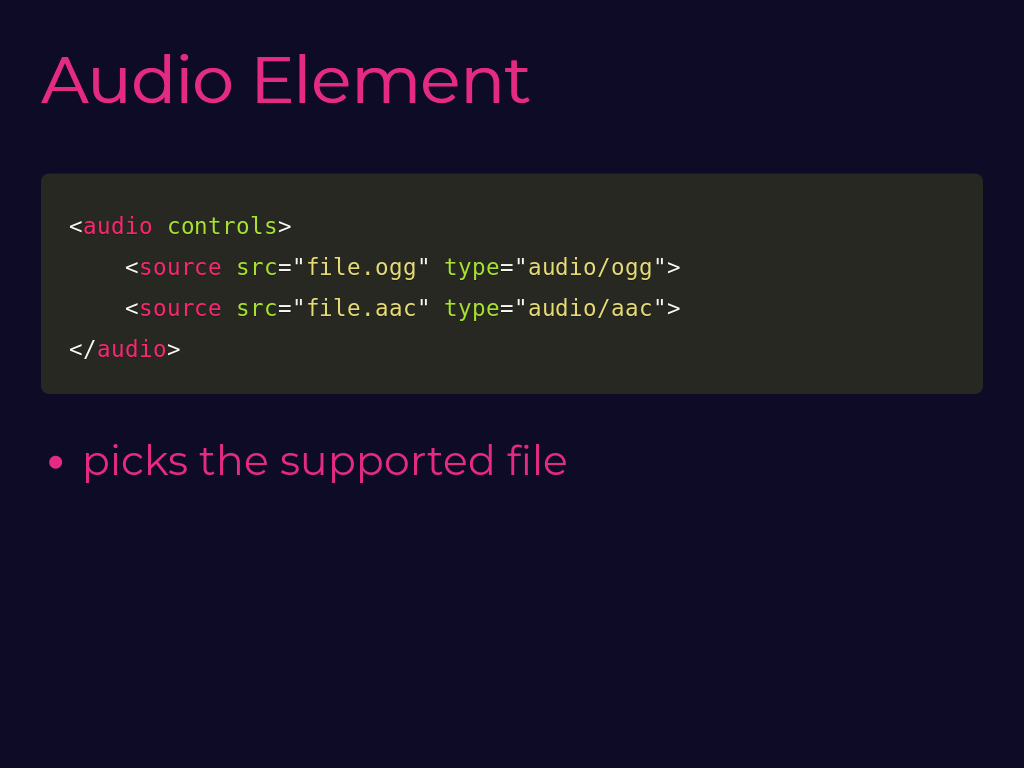 Audio Element
<audio controls>
    <source src="file.ogg" type="audio/ogg">
    <source src="file.aac" type="audio/aac">
</audio>
• picks the supported file